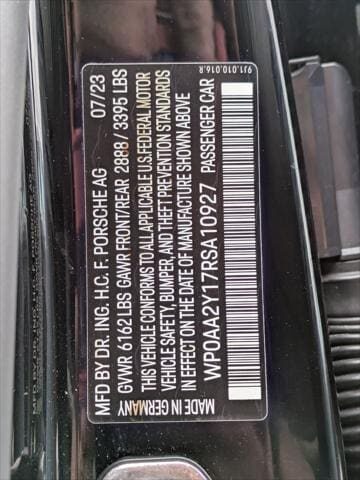 9J1.010.016.R
MFD BY DR. ING. H.C. F. PORSCHE AG 07/23
GVWR 6162 LBS GAWR FRONT/REAR 2888 / 3395 LBS
THIS VEHICLE CONFORMS TO ALL APPLICABLE U.S.FEDERAL MOTOR
VEHICLE SAFETY, BUMPER, AND THEFT PREVENTION STANDARDS
IN EFFECT ON THE DATE OF MANUFACTURE SHOWN ABOVE
WP0AA2Y17RSA10927 PASSENGER CAR
MADE IN GERMANY